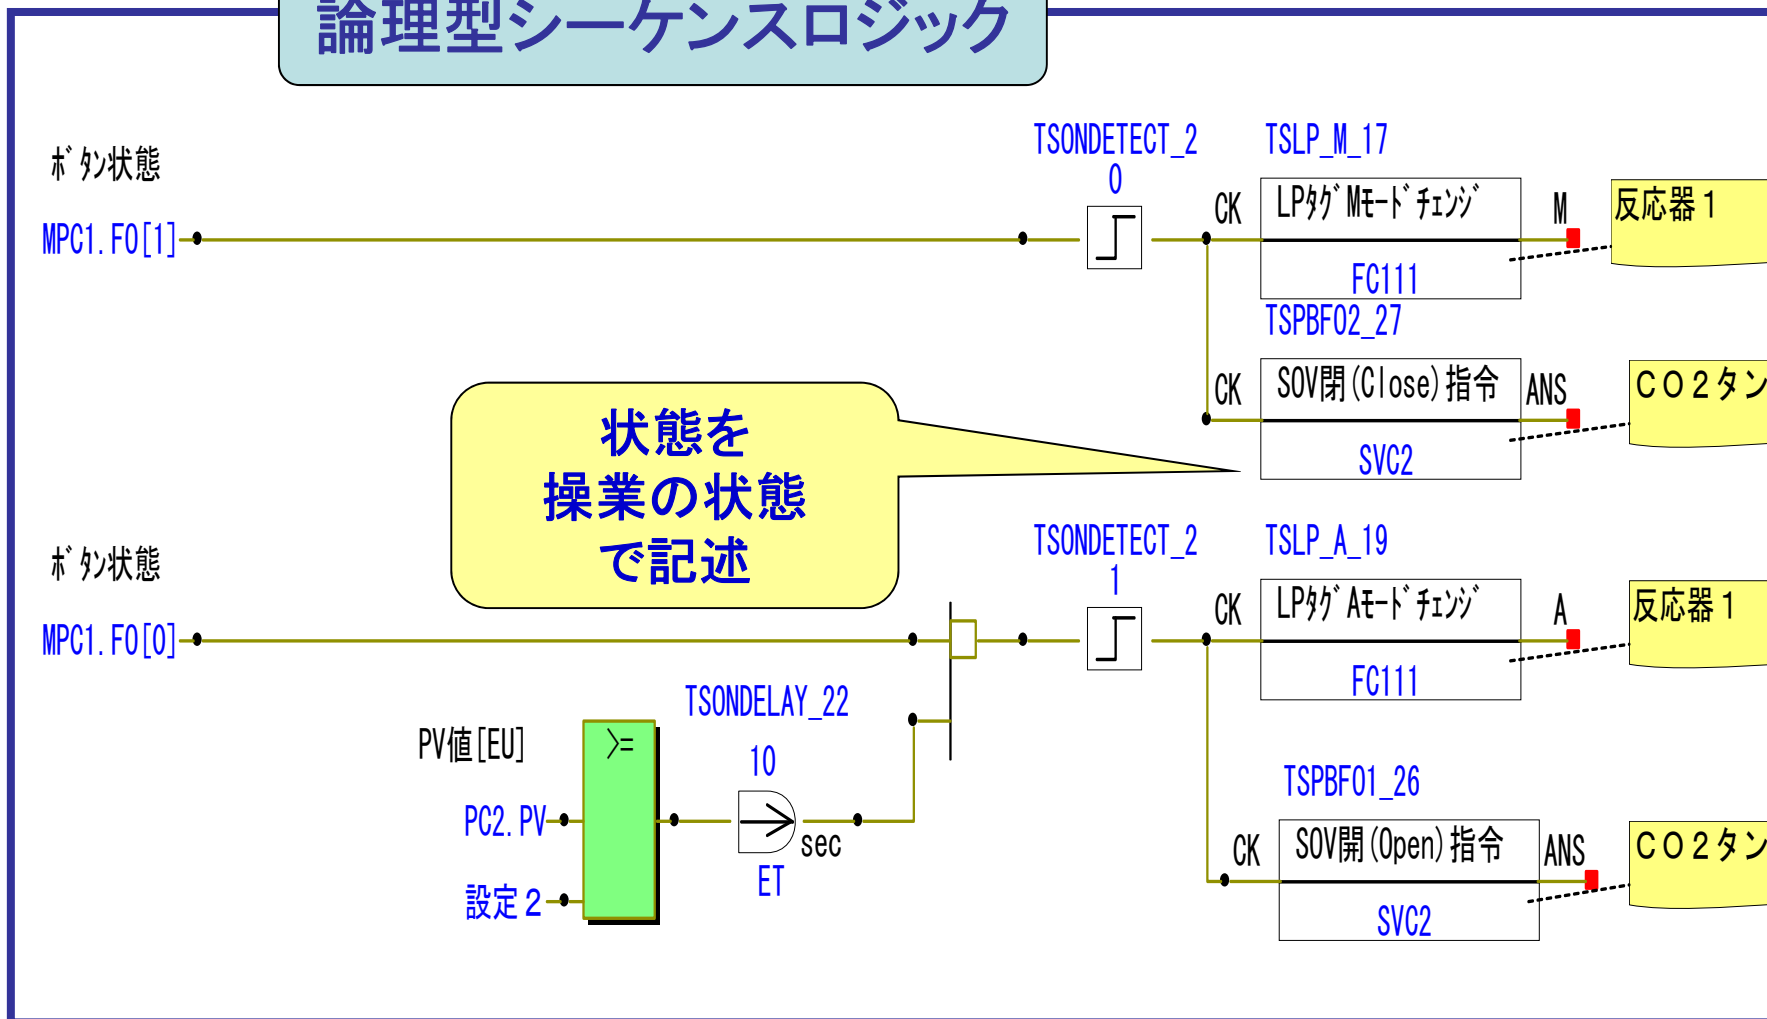 論理型シーケンスロジック
ボタン状態
MPC1.FO[1]
TSONDETECT_2
0
TSLP_M_17
CK
LPタグMモードチェンジ
M
FC111
反応器1
TSPBFO2_27
CK
SOV閉(Close)指令
ANS
SVC2
CO2タン
状態を
操業の状態
で記述
ボタン状態
MPC1.FO[0]
TSONDETECT_2
1
TSLP_A_19
CK
LPタグAモードチェンジ
A
FC111
反応器1
TSONDELAY_22
10
sec
ET
PV値[EU]
>=
PC2.PV
設定2
TSPBFO1_26
CK
SOV開(Open)指令
ANS
SVC2
CO2タン